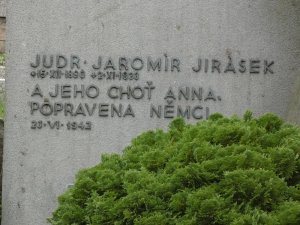 JUDR· JAROMÍR JIRÁSEK
A JEHO CHOŤ ANNA,
POPRAVENA NĚMCI
23·VI·1942